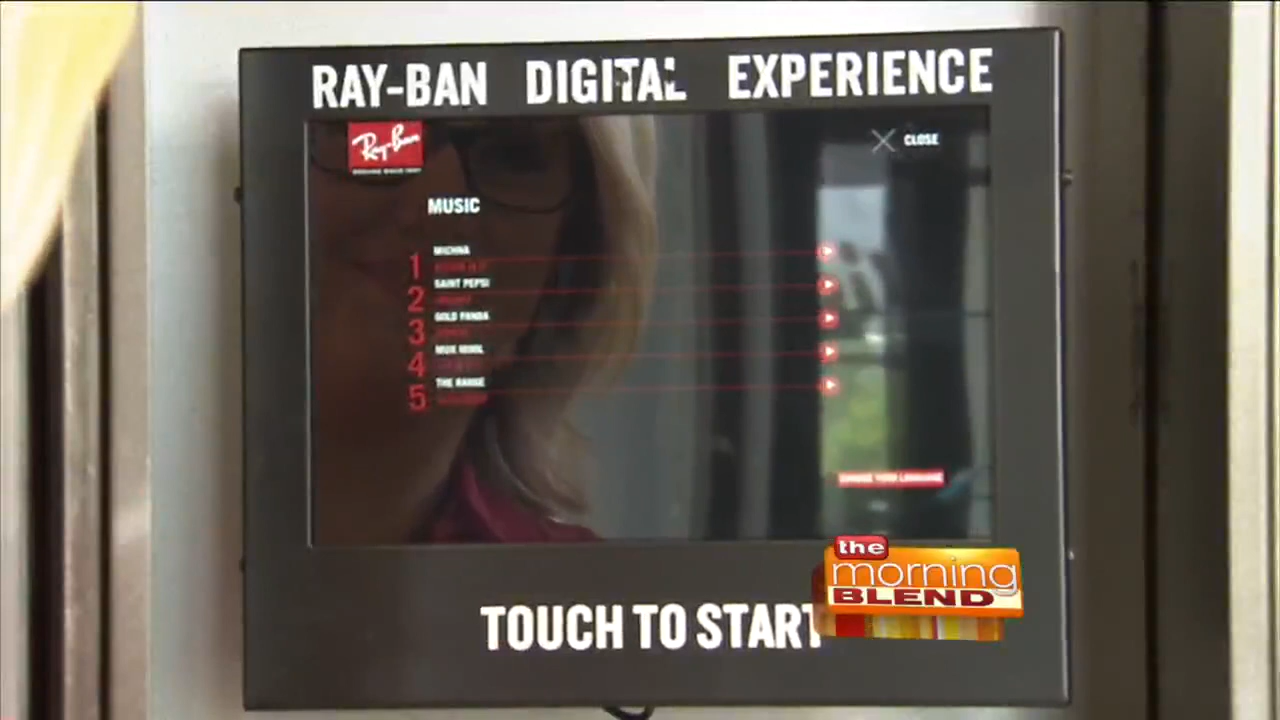 RAY-BAN DIGITAL EXPERIENCE
Ray-Ban
CLOSE
MUSIC
MICHNA
1
SAINT PEPSI
2
GOLD PANDA
3
4
THE RANGE
5
the
morning
BLEND
TOUCH TO START